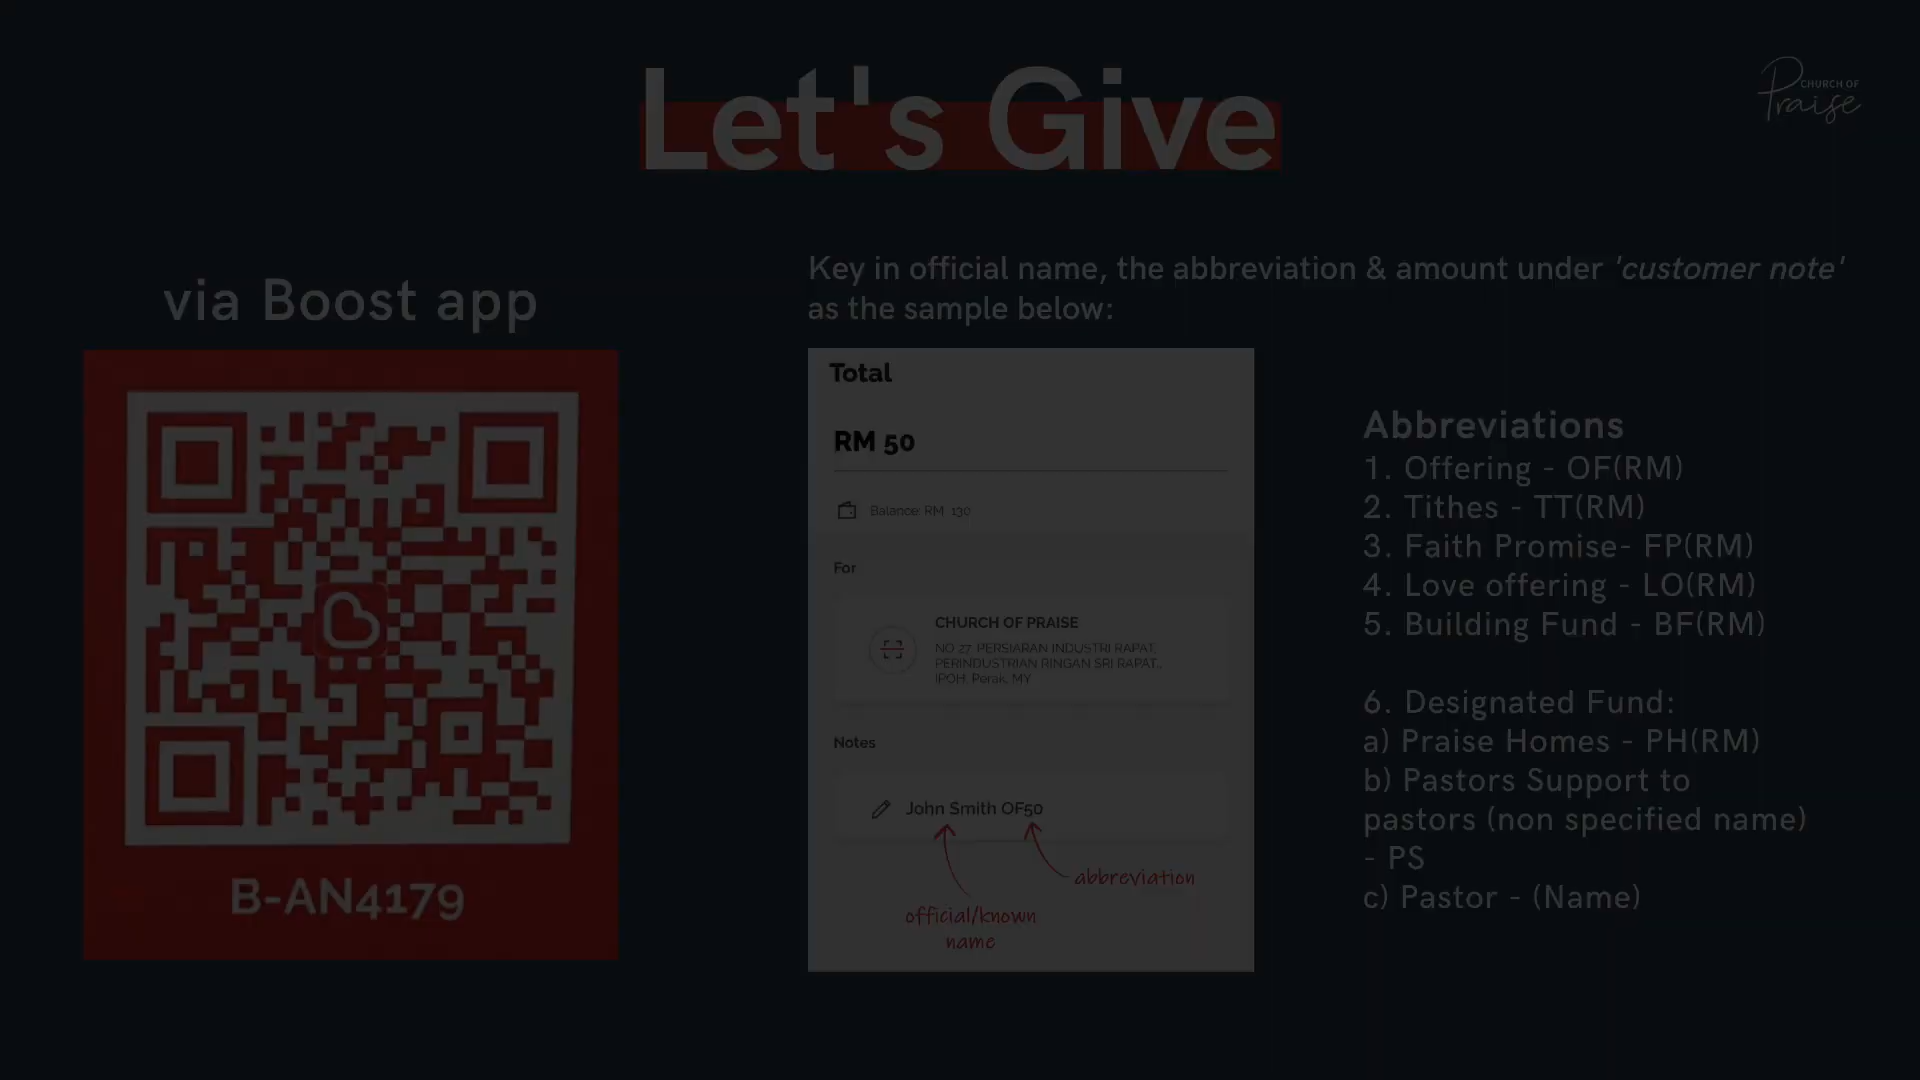 Let's Give
CHURCH OF
Praise
via Boost app
B-AN4179
Key in official name, the abbreviation & amount under 'customer note'
as the sample below:
Total
RM 50
Balance: RM 130
For
CHURCH OF PRAISE
NO 27, PERSIARAN INDUSTRI RAPAT,
PERINDUSTRIAN RINGAN SRI RAPAT.,
IPOH, Perak, MY
Notes
John Smith OF50
abbreviation
official/known
name
Abbreviations
1. Offering - OF(RM)
2. Tithes - TT(RM)
3. Faith Promise- FP(RM)
4. Love offering - LO(RM)
5. Building Fund - BF(RM)
6. Designated Fund:
a) Praise Homes - PH(RM)
b) Pastors Support to
pastors (non specified name)
- PS
c) Pastor - (Name)